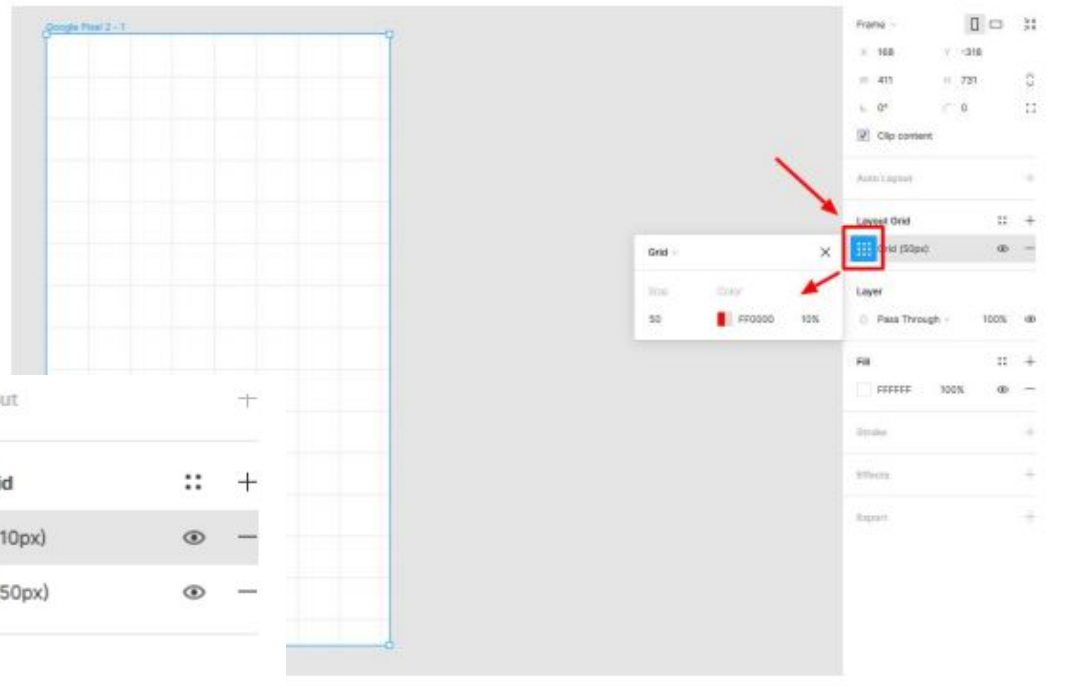 Google Pixel 2 - 1
Frame
X 168 Y -318
W 411 H 731
0° 0
Clip content
Auto Layout
Layout Grid
Grid (50px)
Grid
Size Color
50 FF0000 10%
Layer
Pass Through 100%
Fill
FFFFFF 100%
Stroke
Effects
Export
ut
id
10px)
50px)